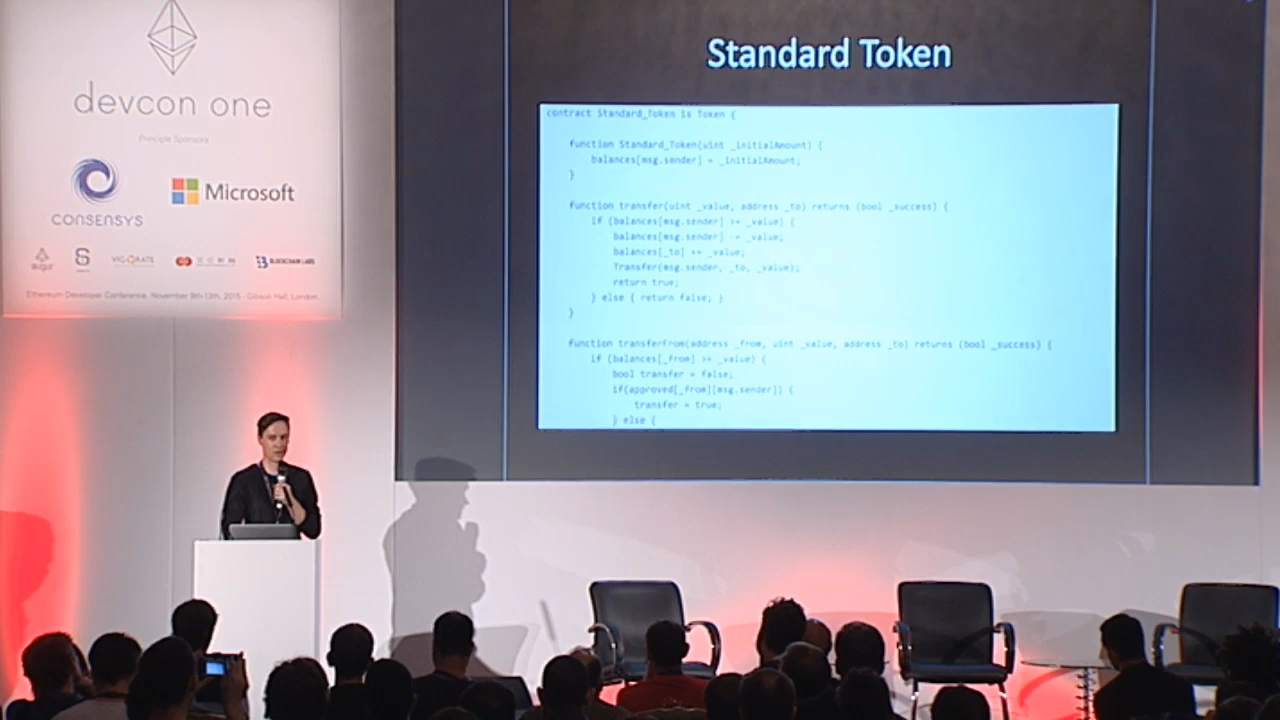 devcon one
Principle Sponsors
CONSENSYS
Microsoft
augur
VIGORATE
BLOCKCHAIN LABS
Ethereum Developer Conference, November 9th-13th, 2015 - Gibson Hall, London.
Standard Token
contract Standard_Token is Token {
function Standard_Token(uint _initialAmount) {
balances[msg.sender] = _initialAmount;
}
function transfer(uint _value, address _to) returns (bool _success) {
if (balances[msg.sender] >= _value) {
balances[msg.sender] -= _value;
balances[_to] += _value;
Transfer(msg.sender, _to, _value);
return true;
} else { return false; }
}
function transferFrom(address _from, uint _value, address _to) returns (bool _success) {
if (balances[_from] >= _value) {
bool transfer = false;
if(approved[_from][msg.sender]) {
transfer = true;
} else {